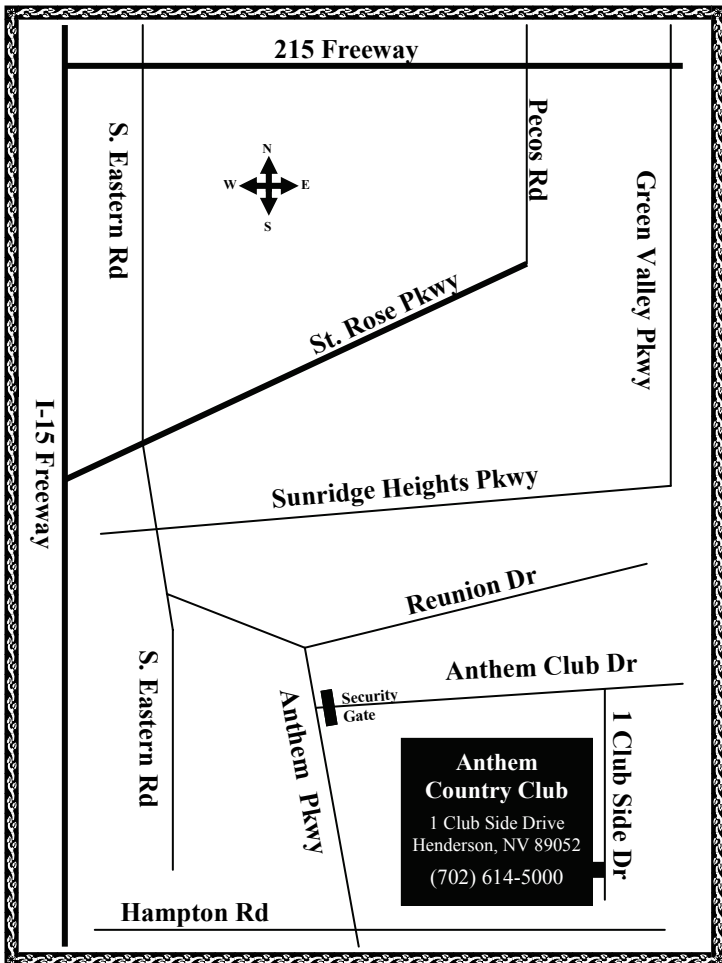 215 Freeway
S. Eastern Rd
Pecos Rd
Green Valley Pkwy
N
W
E
S
St. Rose Pkwy
I-15 Freeway
Sunridge Heights Pkwy
Reunion Dr
S. Eastern Rd
Anthem Pkwy
Anthem Club Dr
Security
Gate
1 Club Side Dr
Anthem
Country Club
1 Club Side Drive
Henderson, NV 89052
(702) 614-5000
Hampton Rd